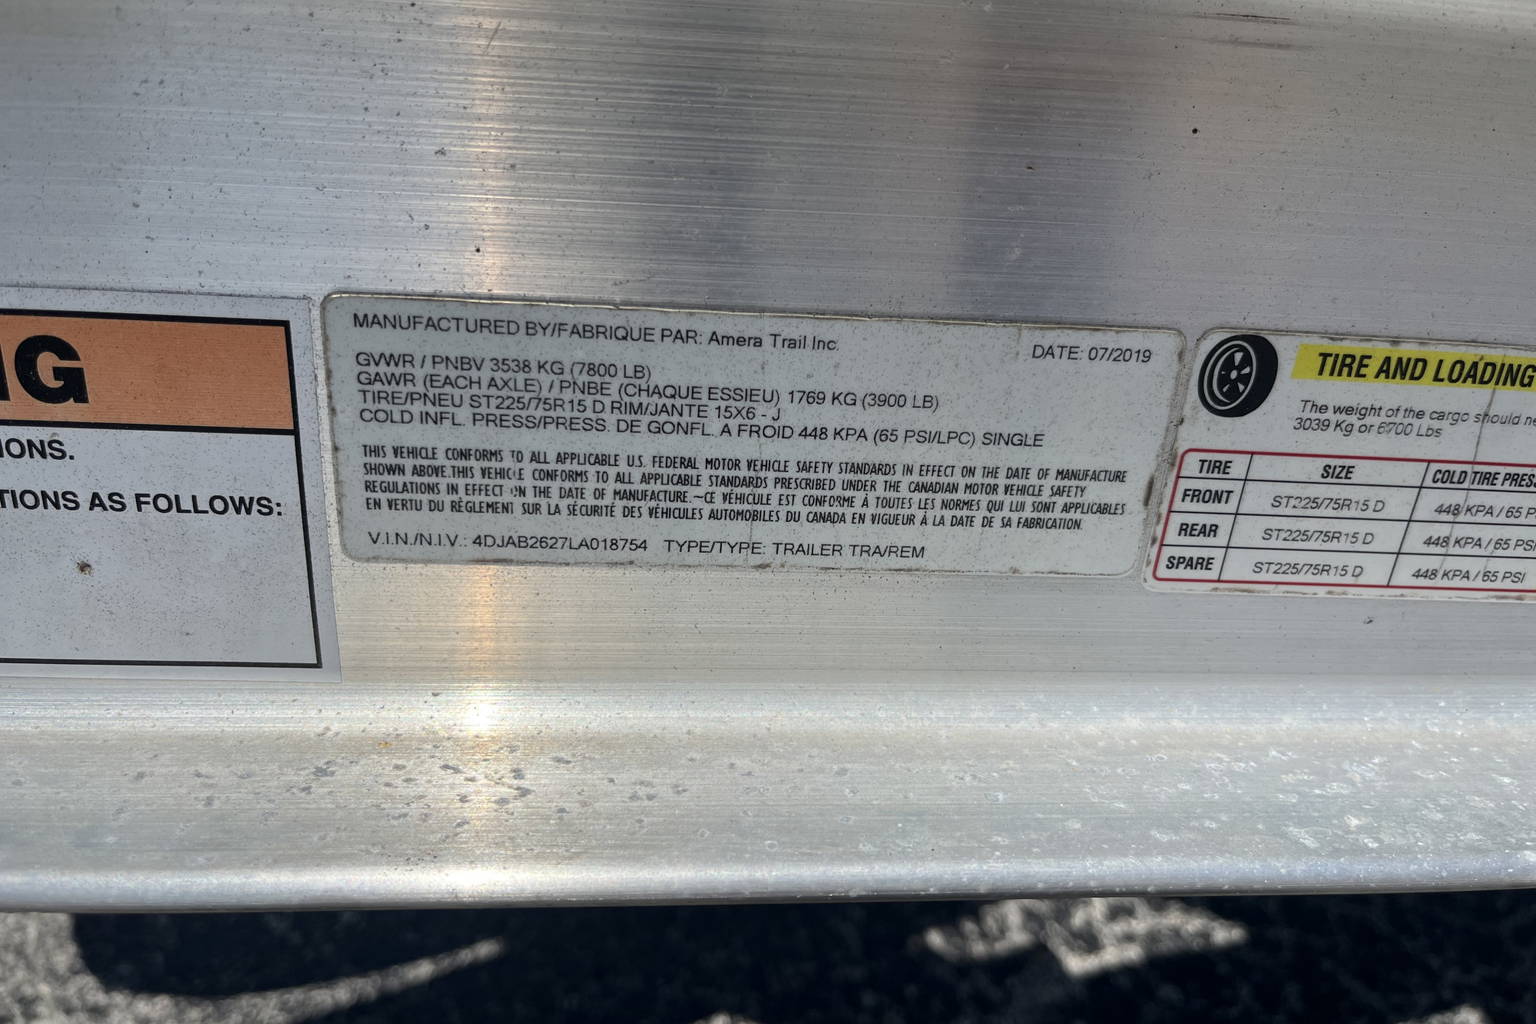 NG
IONS.
TIONS AS FOLLOWS:
MANUFACTURED BY/FABRIQUE PAR: Amera Trail Inc.
DATE: 07/2019
GVWR / PNBV 3538 KG (7800 LB)
GAWR (EACH AXLE) / PNBE (CHAQUE ESSIEU) 1769 KG (3900 LB)
TIRE/PNEU ST225/75R15 D RIM/JANTE 15X6 - J
COLD INFL. PRESS/PRESS. DE GONFL. A FROID 448 KPA (65 PSI/LPC) SINGLE
THIS VEHICLE CONFORMS TO ALL APPLICABLE U.S. FEDERAL MOTOR VEHICLE SAFETY STANDARDS IN EFFECT ON THE DATE OF MANUFACTURE
SHOWN ABOVE.THIS VEHICLE CONFORMS TO ALL APPLICABLE STANDARDS PRESCRIBED UNDER THE CANADIAN MOTOR VEHICLE SAFETY
REGULATIONS IN EFFECT ON THE DATE OF MANUFACTURE.~CE VÉHICULE EST CONFORME À TOUTES LES NORMES QUI LUI SONT APPLICABLES
EN VERTU DU RÈGLEMENT SUR LA SÉCURITÉ DES VÉHICULES AUTOMOBILES DU CANADA EN VIGUEUR À LA DATE DE SA FABRICATION.
V.I.N./N.I.V.: 4DJAB2627LA018754 TYPE/TYPE: TRAILER TRA/REM
TIRE AND LOADING
The weight of the cargo should ne
3039 Kg or 6700 Lbs
TIRE SIZE COLD TIRE PRES
FRONT ST225/75R15 D 448 KPA / 65 P
REAR ST225/75R15 D 448 KPA / 65 PSI
SPARE ST225/75R15 D 448 KPA / 65 PSI